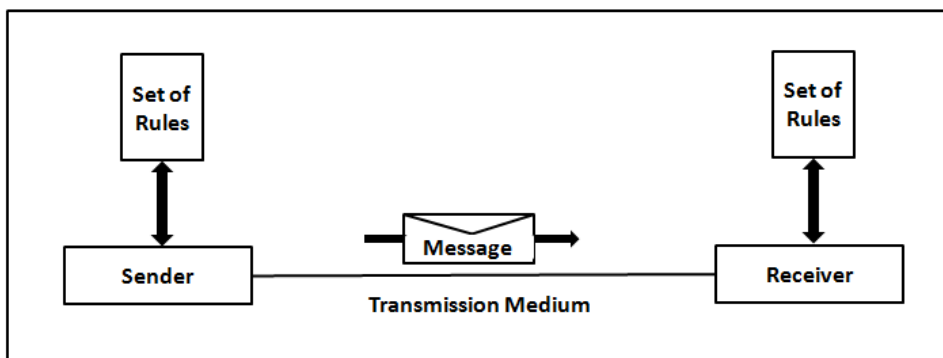 Set of
Rules
Set of
Rules
Message
Sender
Receiver
Transmission Medium